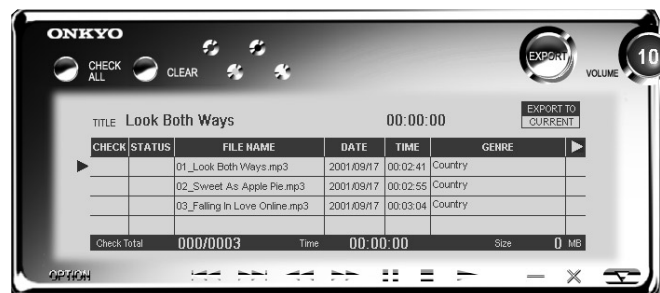 ONKYO
CHECK ALL
CLEAR
EXPORT
VOLUME 10
TITLE Look Both Ways 00:00:00
EXPORT TO
CURRENT
CHECK STATUS FILE NAME DATE TIME GENRE
01_Look Both Ways.mp3 2001/09/17 00:02:41 Country
02_Sweet As Apple Pie.mp3 2001/09/17 00:02:55 Country
03_Falling In Love Online.mp3 2001/09/17 00:03:04 Country
Check Total 000/0003 Time 00:00:00 Size 0 MB
OPTION